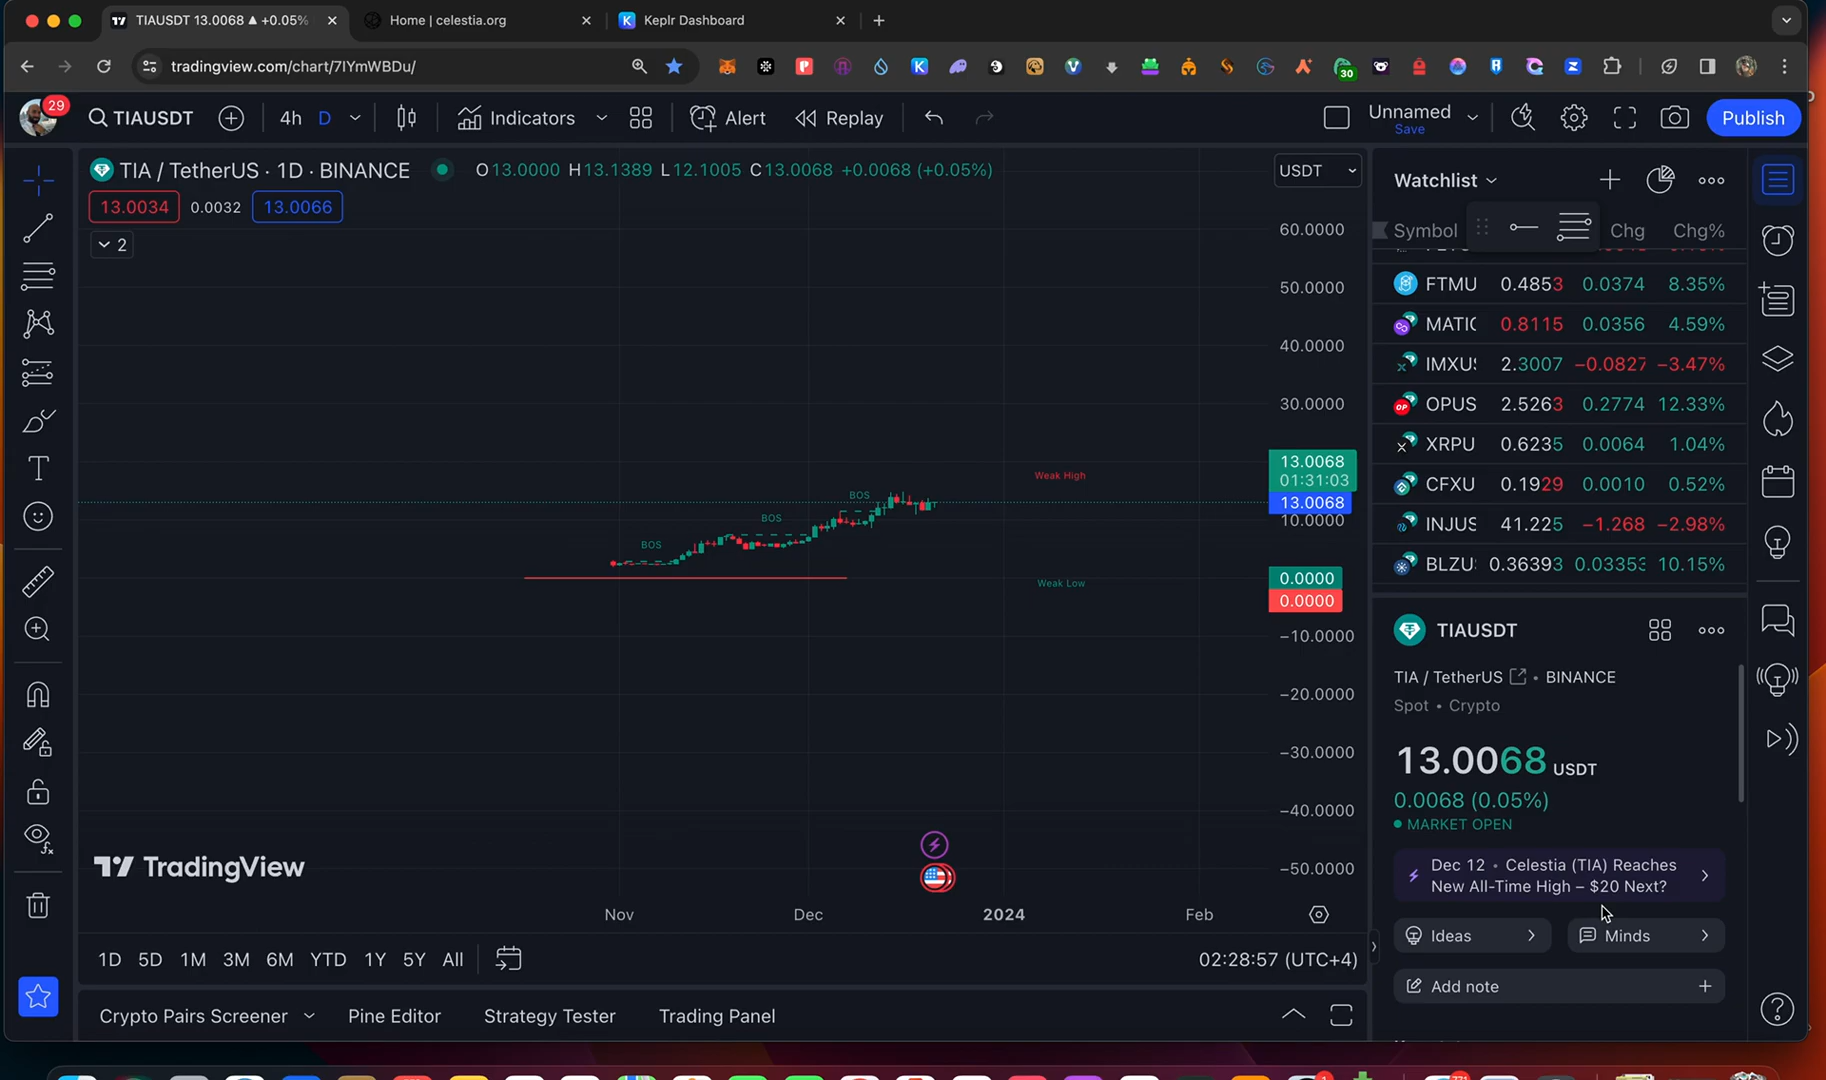 TIAUSDT 13.0068 ▲ +0.05%
Home | celestia.org
Keplr Dashboard
tradingview.com/chart/7IYmWBDu/
30
29
TIAUSDT
4h
D
Indicators
Alert
Replay
Unnamed
Save
Publish
TIA / TetherUS · 1D · BINANCE
O13.0000 H13.1389 L12.1005 C13.0068 +0.0068 (+0.05%)
USDT
13.0034
0.0032
13.0066
2
60.0000
50.0000
40.0000
30.0000
13.0068
01:31:03
13.0068
10.0000
0.0000
0.0000
−10.0000
−20.0000
−30.0000
−40.0000
−50.0000
Weak High
BOS
BOS
BOS
Weak Low
TradingView
Nov
Dec
2024
Feb
1D 5D 1M 3M 6M YTD 1Y 5Y All
02:28:57 (UTC+4)
Crypto Pairs Screener
Pine Editor
Strategy Tester
Trading Panel
Watchlist
Symbol
Chg
Chg%
FTMU 0.4853 0.0374 8.35%
MATIC 0.8115 0.0356 4.59%
IMXUS 2.3007 −0.0827 −3.47%
OPUS 2.5263 0.2774 12.33%
XRPU 0.6235 0.0064 1.04%
CFXU 0.1929 0.0010 0.52%
INJUS 41.225 −1.268 −2.98%
BLZUS 0.36393 0.03353 10.15%
TIAUSDT
TIA / TetherUS • BINANCE
Spot • Crypto
13.0068 USDT
0.0068 (0.05%)
MARKET OPEN
Dec 12 • Celestia (TIA) Reaches
New All-Time High – $20 Next?
Ideas
Minds
Add note